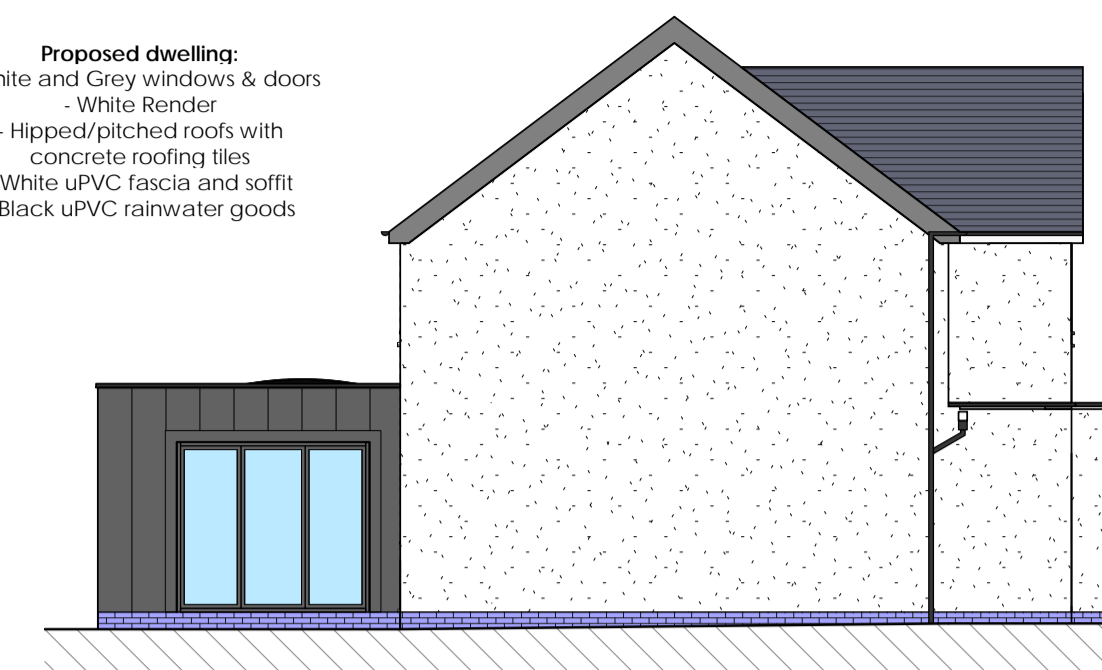 Proposed dwelling:
and Grey windows & doors
- White Render
- Hipped/pitched roofs with
concrete roofing tiles
White uPVC fascia and soffit
Black uPVC rainwater goods